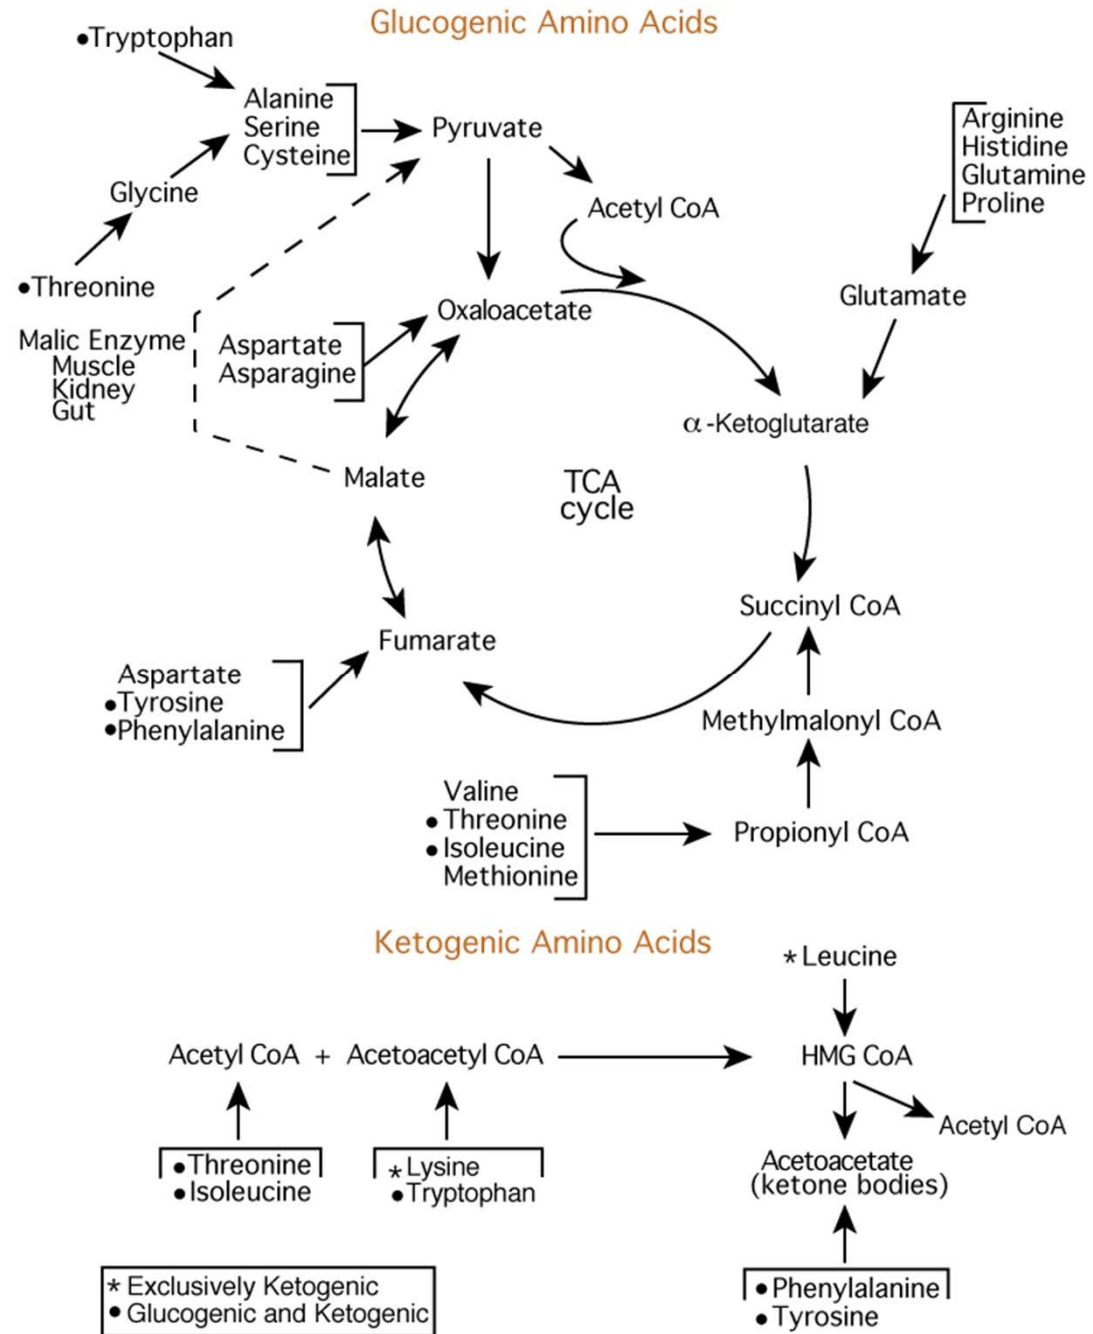 Glucogenic Amino Acids
•Tryptophan
Alanine
Serine
Cysteine
Pyruvate
Arginine
Histidine
Glutamine
Proline
Glycine
Acetyl CoA
•Threonine
Glutamate
Oxaloacetate
Malic Enzyme
Muscle
Kidney
Gut
Aspartate
Asparagine
α-Ketoglutarate
Malate
TCA
cycle
Succinyl CoA
Fumarate
Aspartate
•Tyrosine
•Phenylalanine
Methylmalonyl CoA
Valine
•Threonine
•Isoleucine
Methionine
Propionyl CoA
Ketogenic Amino Acids
*Leucine
Acetyl CoA + Acetoacetyl CoA
HMG CoA
Acetyl CoA
•Threonine
•Isoleucine
*Lysine
•Tryptophan
Acetoacetate
(ketone bodies)
* Exclusively Ketogenic
• Glucogenic and Ketogenic
•Phenylalanine
•Tyrosine